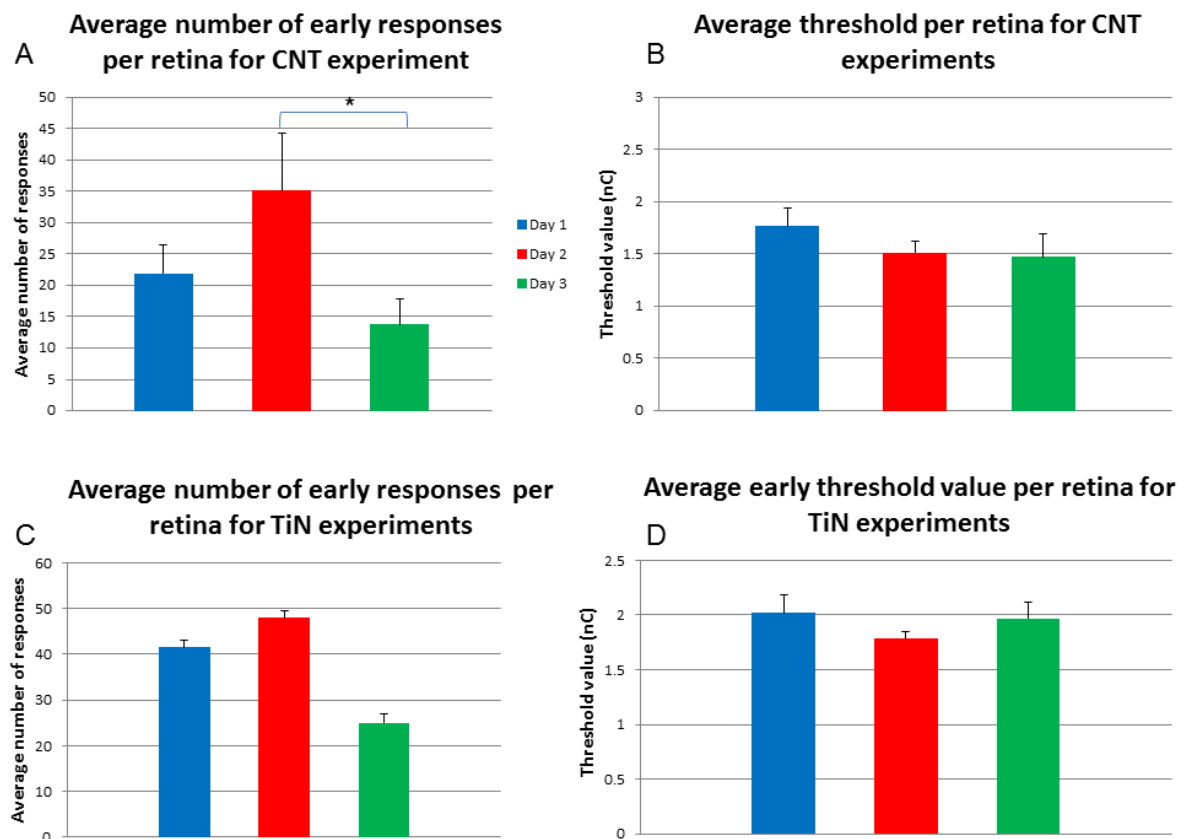 A
Average number of early responses
per retina for CNT experiment
50
45
40
35
30
25
20
15
10
5
0
Average number of responses
*
Day 1
Day 2
Day 3
B
Average threshold per retina for CNT
experiments
3
2.5
2
1.5
1
0.5
0
Threshold value (nC)
C
Average number of early responses per
retina for TiN experiments
60
50
40
30
20
10
0
Average number of responses
D
Average early threshold value per retina for
TiN experiments
2.5
2
1.5
1
0.5
0
Threshold value (nC)